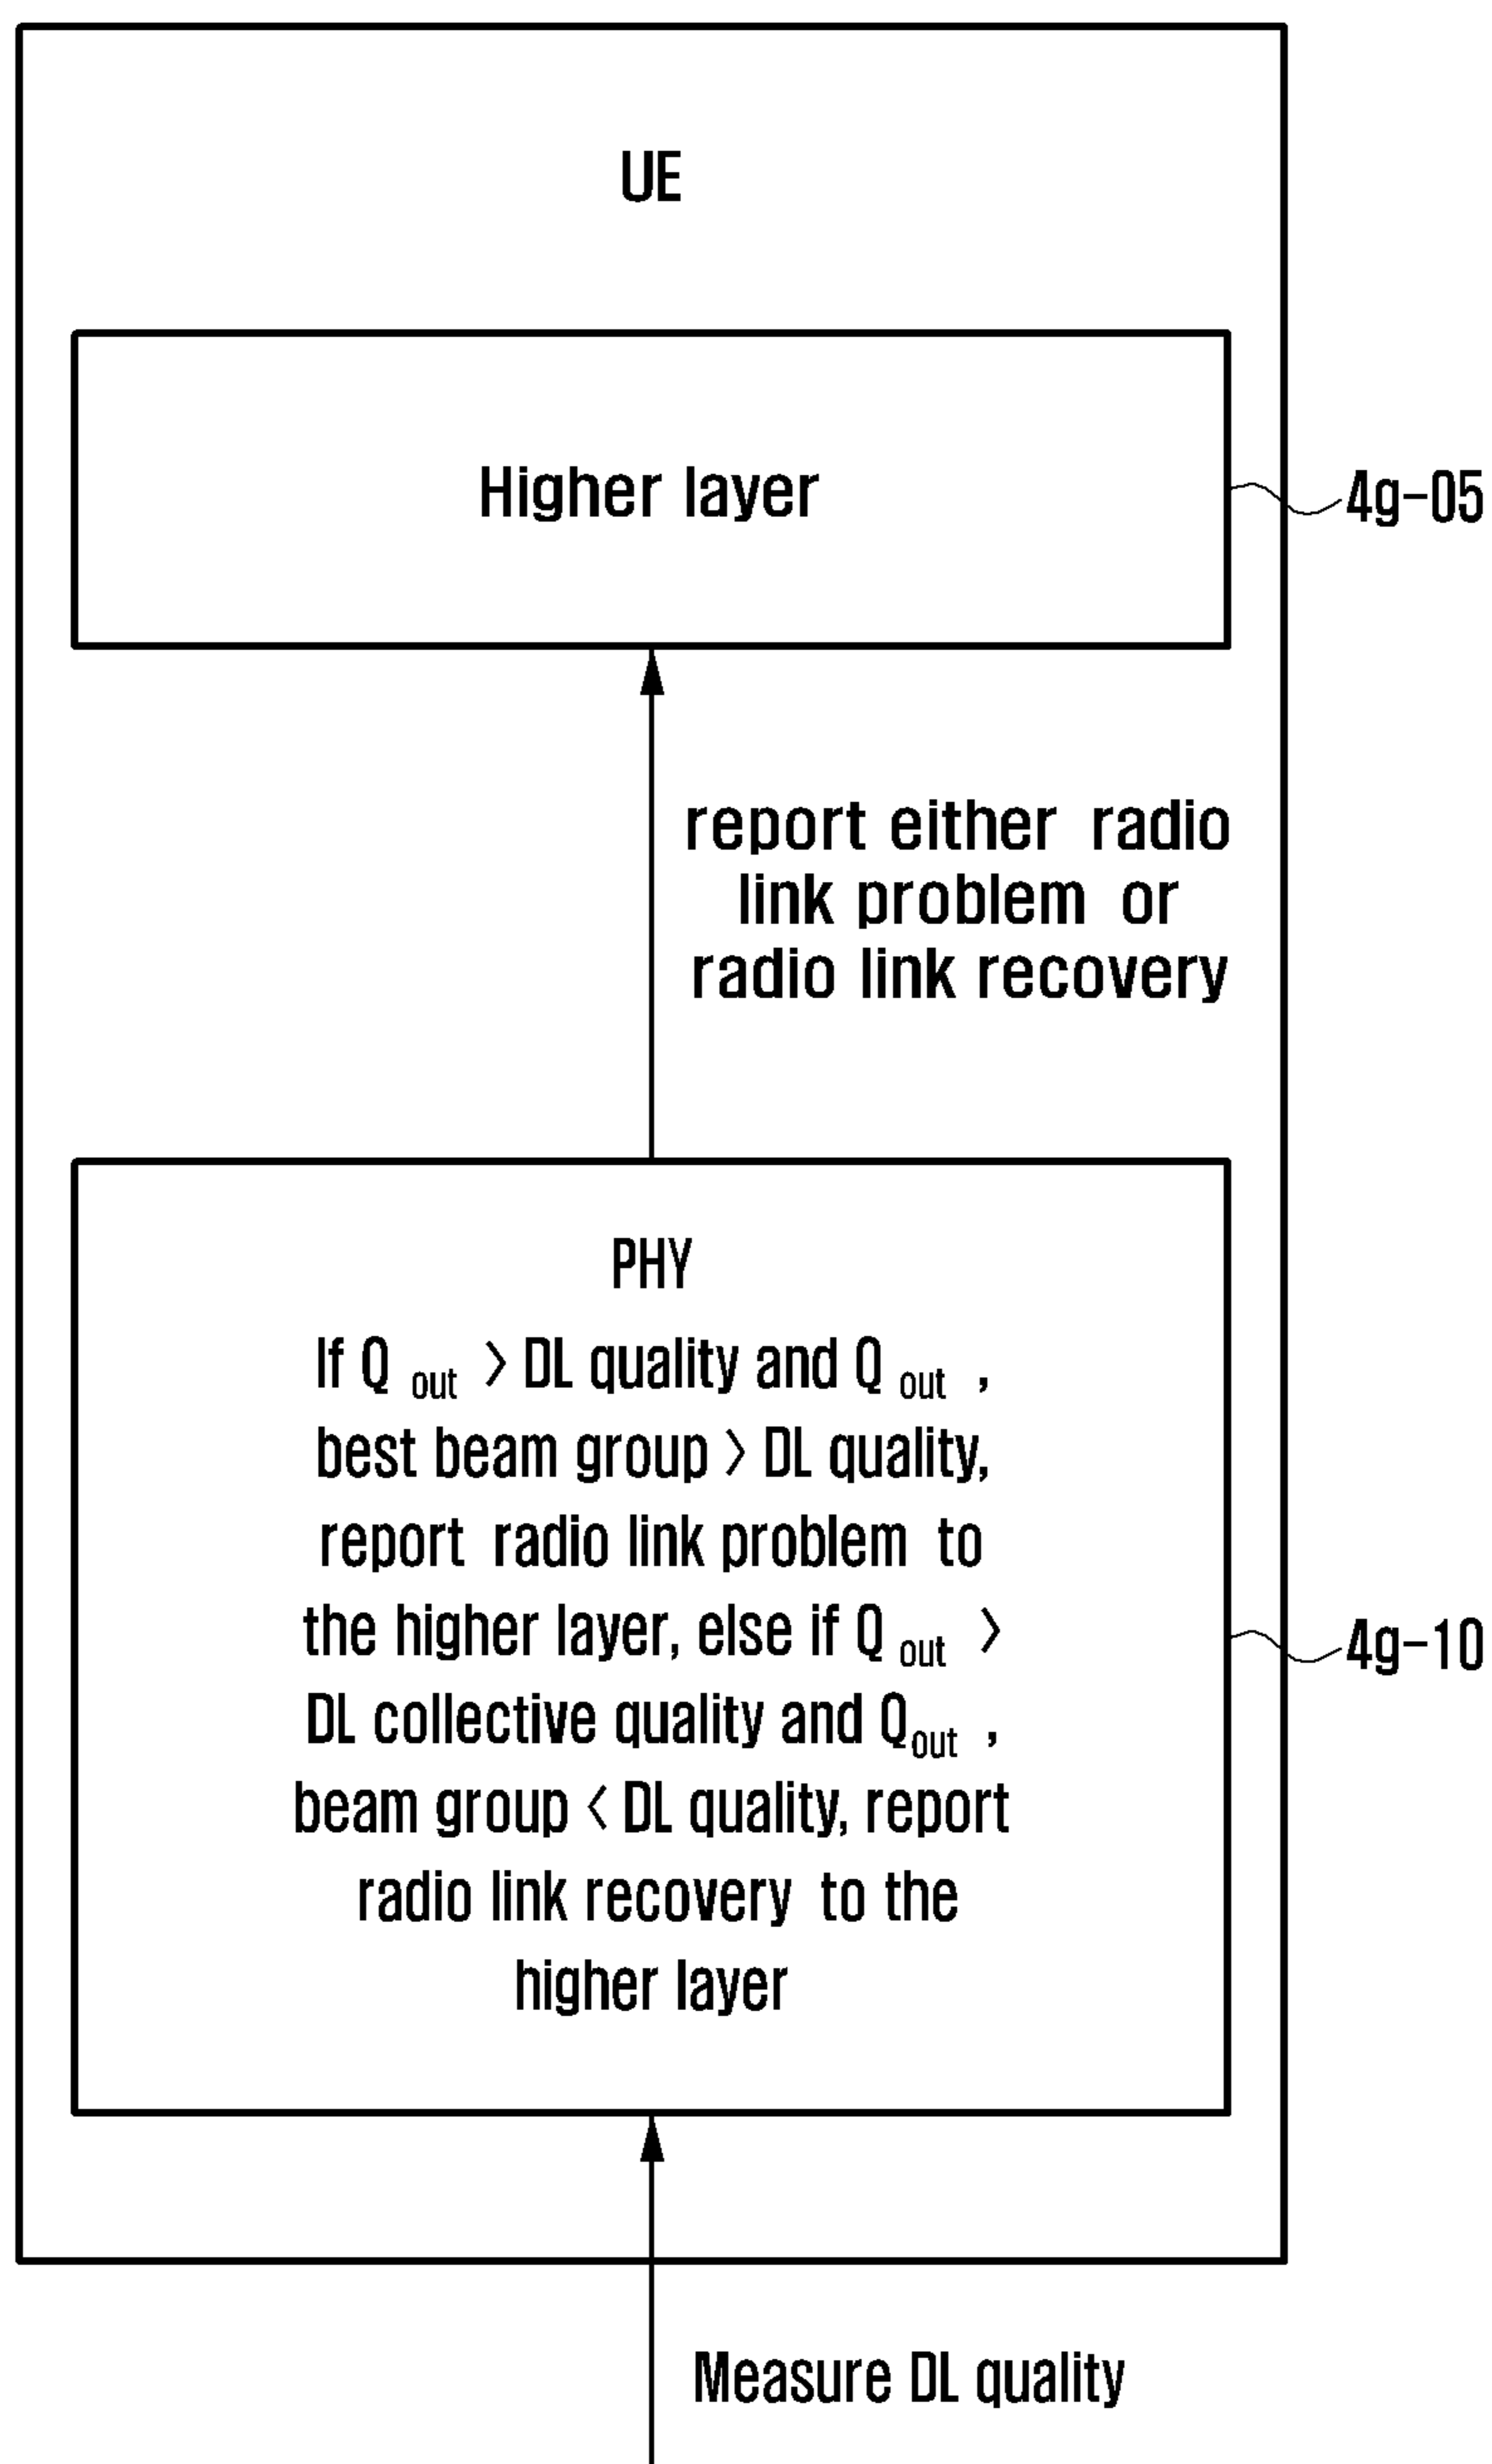 UE
Higher layer
4g-05
report either radio
link problem or
radio link recovery
PHY
If Q out > DL quality and Q out ,
best beam group > DL quality,
report radio link problem to
the higher layer, else if Q out >
DL collective quality and Qout ,
beam group < DL quality, report
radio link recovery to the
higher layer
4g-10
Measure DL quality